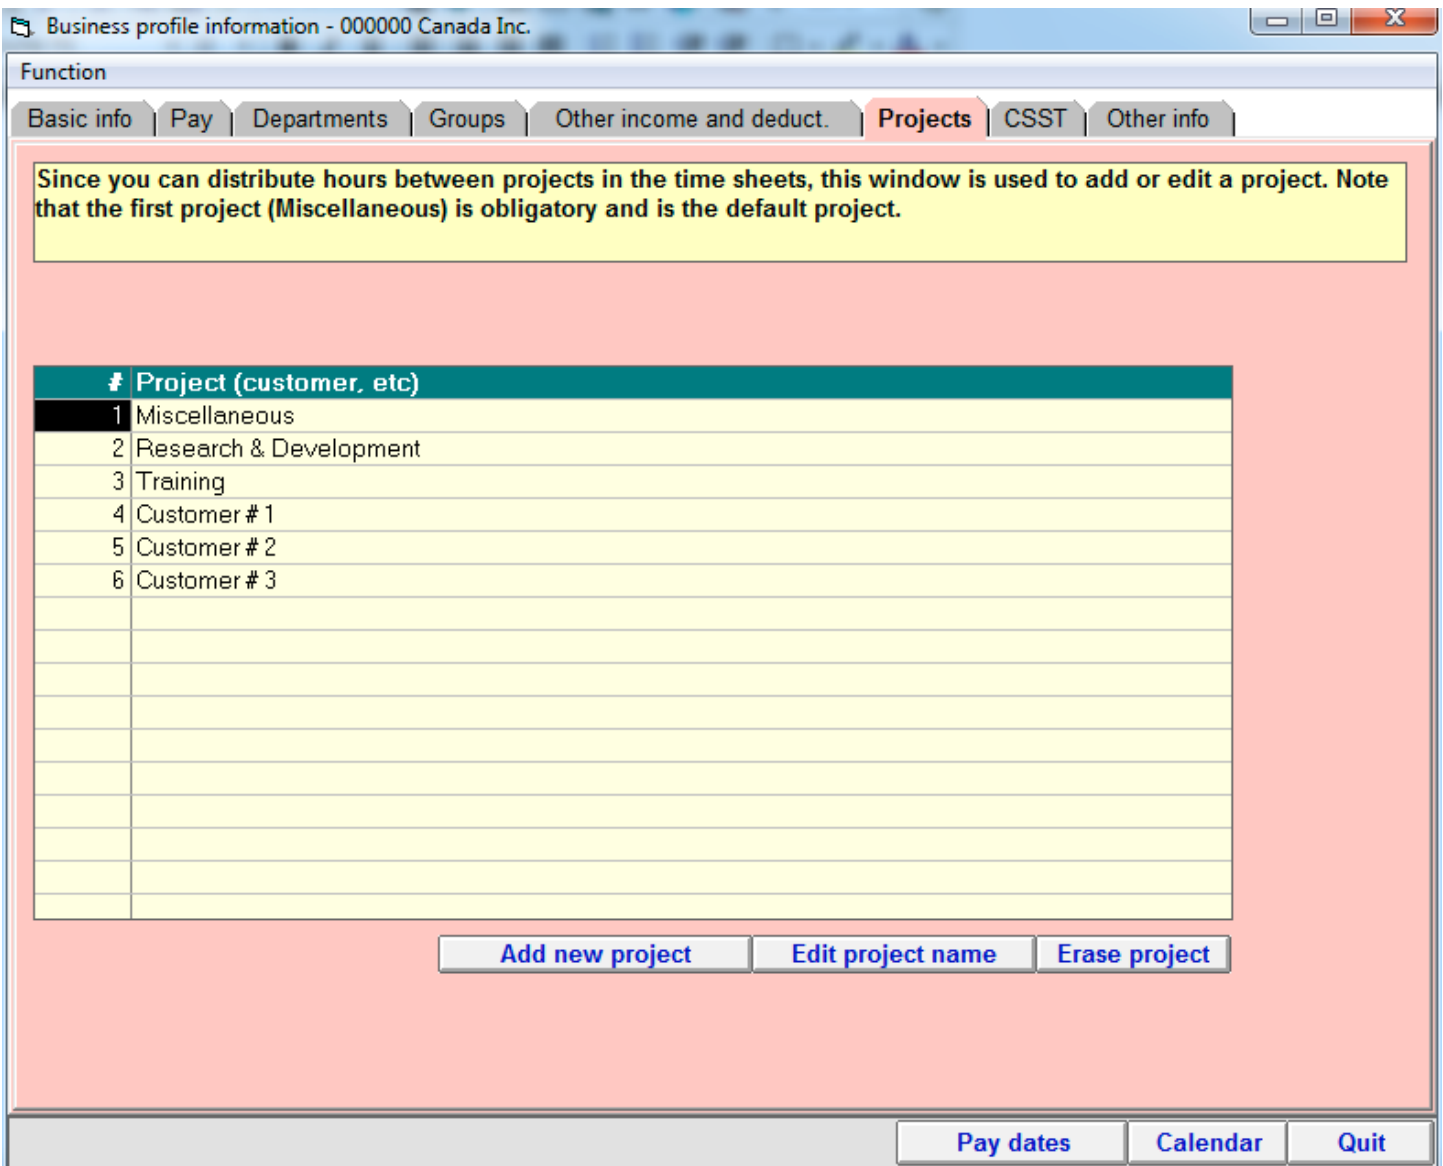 Business profile information - 000000 Canada Inc.
Function
Basic info Pay Departments Groups Other income and deduct. Projects CSST Other info
Since you can distribute hours between projects in the time sheets, this window is used to add or edit a project. Note
that the first project (Miscellaneous) is obligatory and is the default project.
# Project (customer, etc)
1 Miscellaneous
2 Research & Development
3 Training
4 Customer # 1
5 Customer # 2
6 Customer # 3
Add new project Edit project name Erase project
Pay dates Calendar Quit